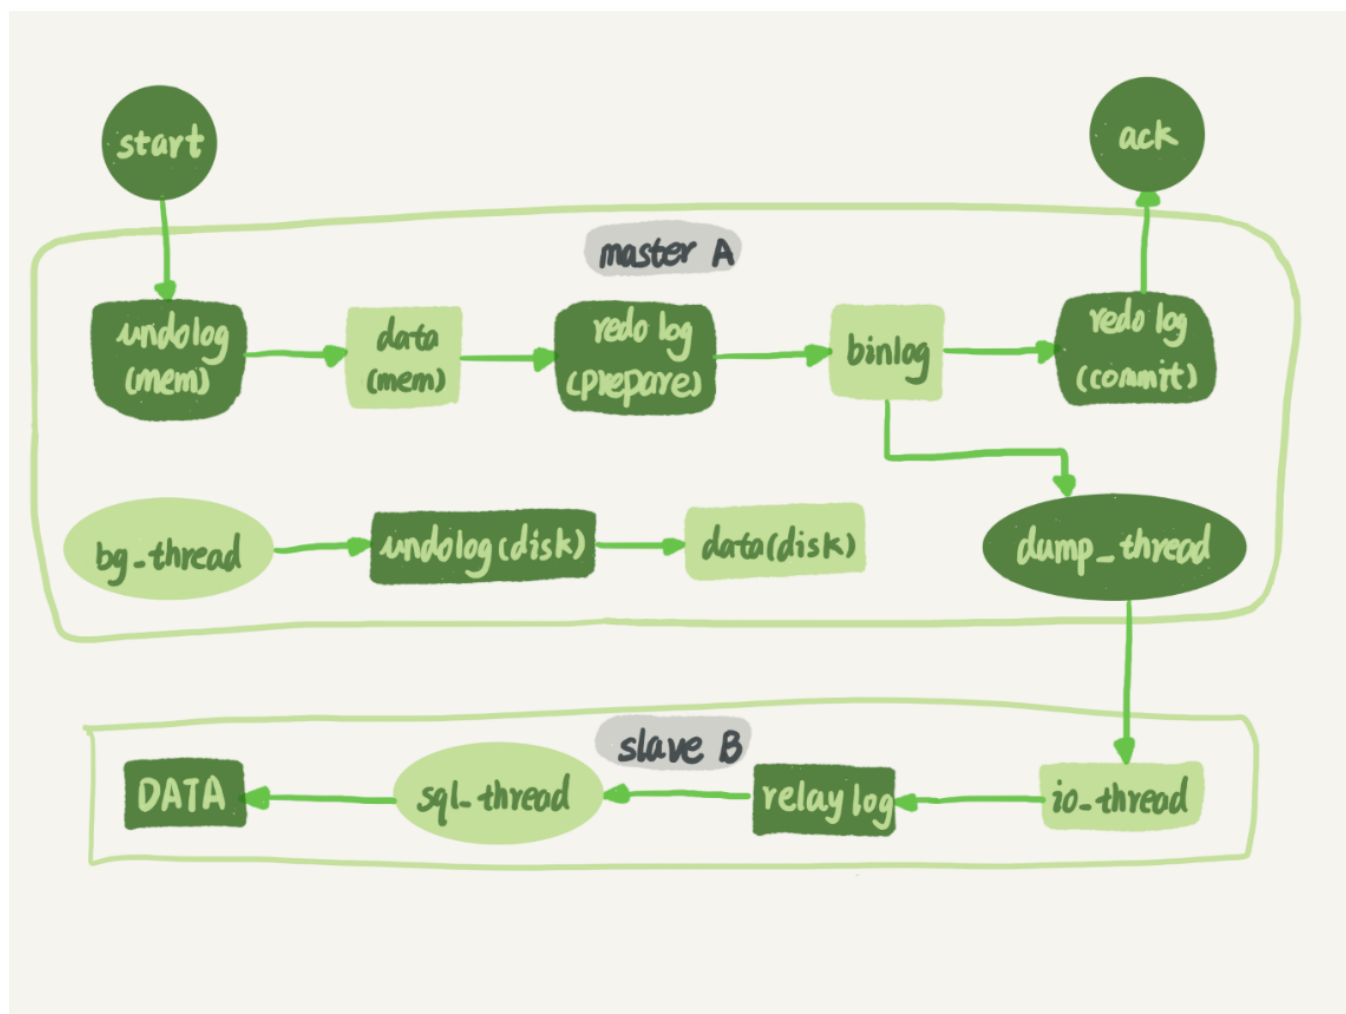 start
ack
master A
undolog
(mem)
data
(mem)
redo log
(prepare)
binlog
redo log
(commit)
bg_thread
undolog(disk)
data(disk)
dump_thread
slave B
DATA
sql_thread
relay log
io_thread